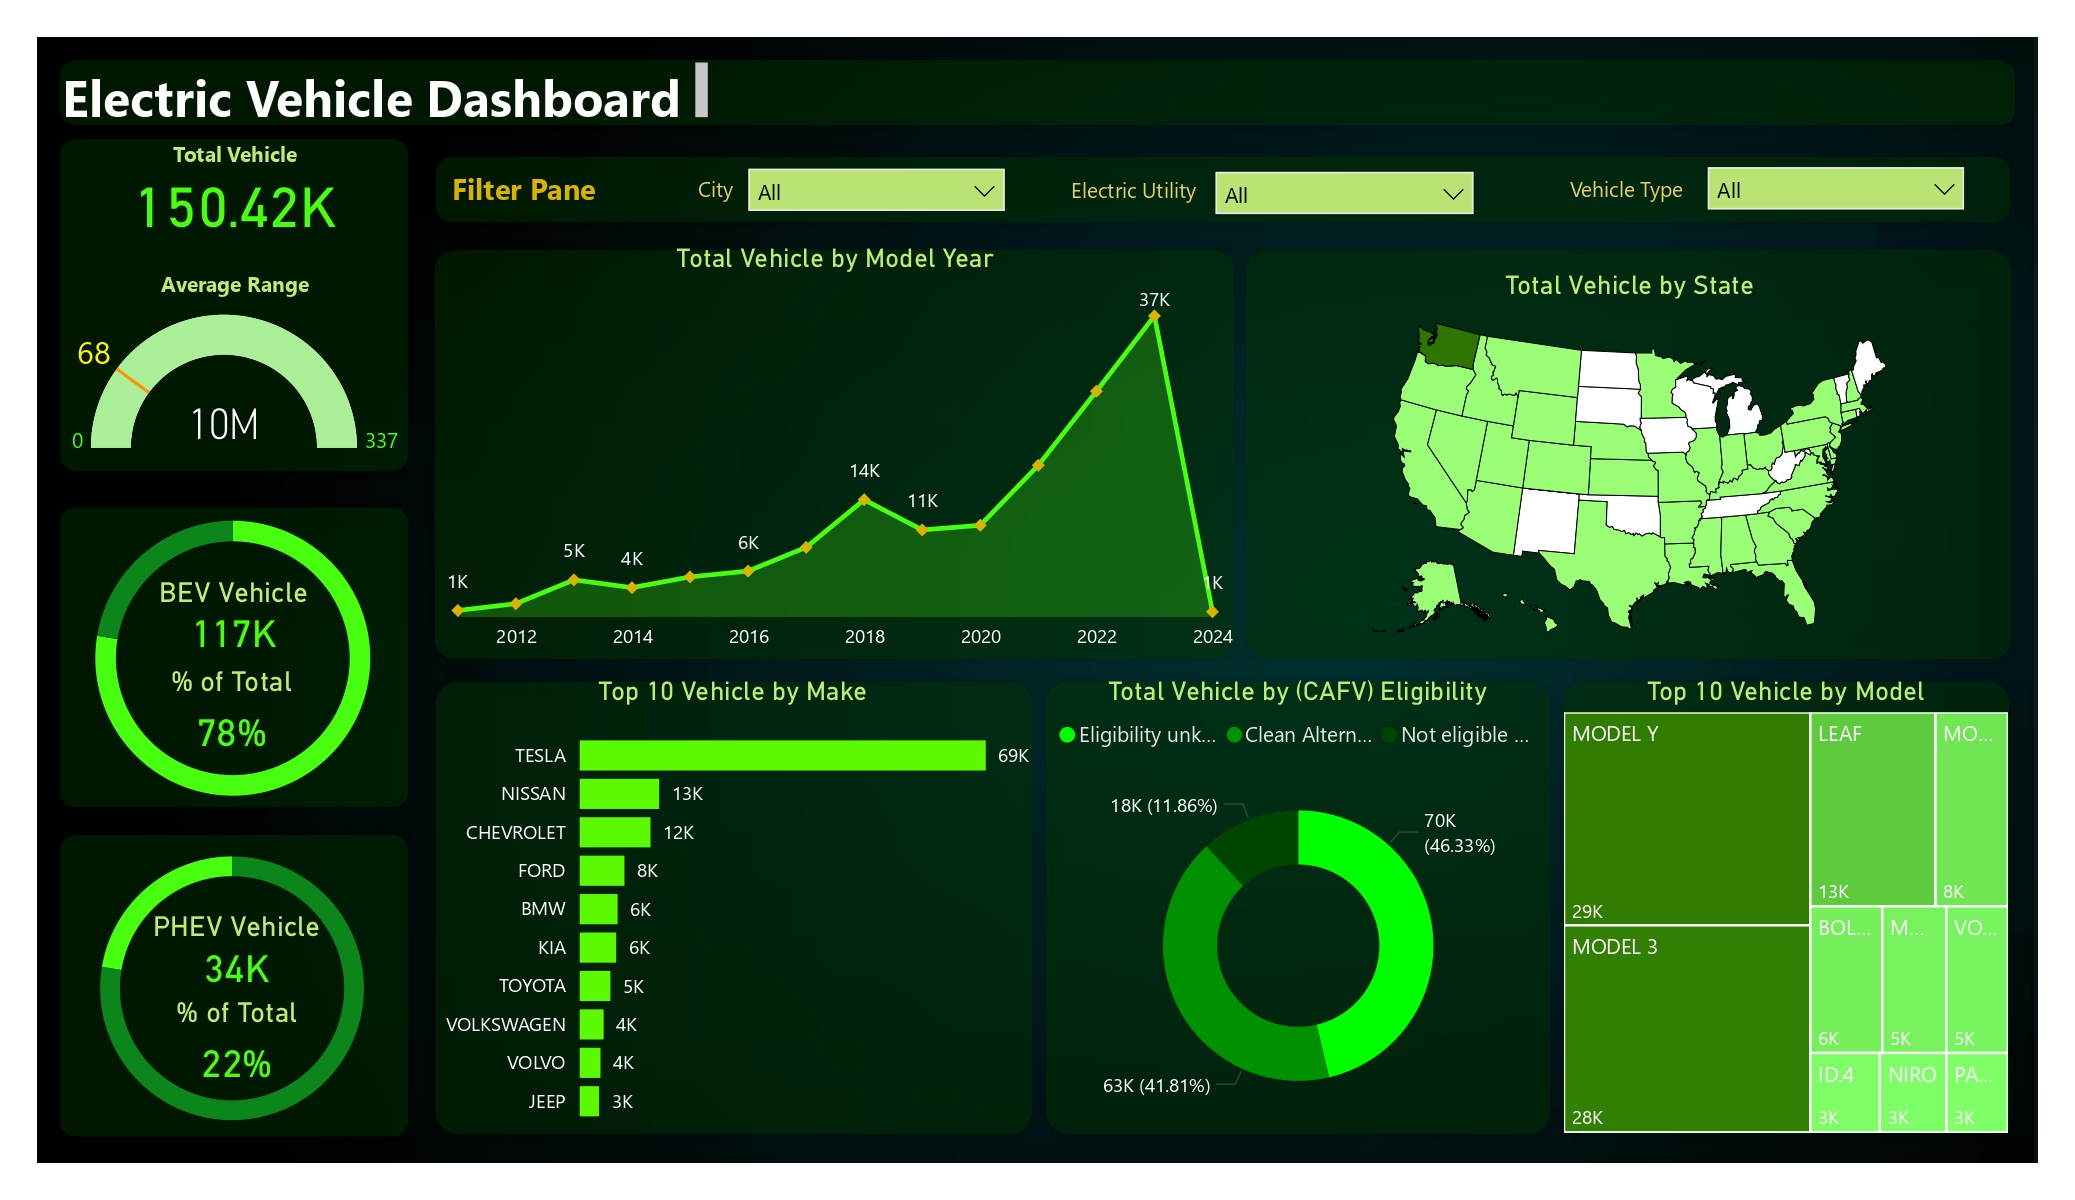 Electric Vehicle Dashboard
Total Vehicle
150.42K
Average Range
68
10M
0
337
Filter Pane
City
All
Electric Utility
All
Vehicle Type
All
BEV Vehicle
117K
% of Total
78%
PHEV Vehicle
34K
% of Total
22%
Total Vehicle by Model Year
1K
5K
4K
6K
14K
11K
37K
1K
2012
2014
2016
2018
2020
2022
2024
Total Vehicle by State
Top 10 Vehicle by Make
TESLA 69K
NISSAN 13K
CHEVROLET 12K
FORD 8K
BMW 6K
KIA 6K
TOYOTA 5K
VOLKSWAGEN 4K
VOLVO 4K
JEEP 3K
Total Vehicle by (CAFV) Eligibility
Eligibility unk... Clean Altern... Not eligible ...
18K (11.86%)
70K
(46.33%)
63K (41.81%)
Top 10 Vehicle by Model
MODEL Y
29K
MODEL 3
28K
LEAF
13K
MO...
8K
BOL...
6K
M...
5K
VO...
5K
ID.4
3K
NIRO
3K
PA...
3K